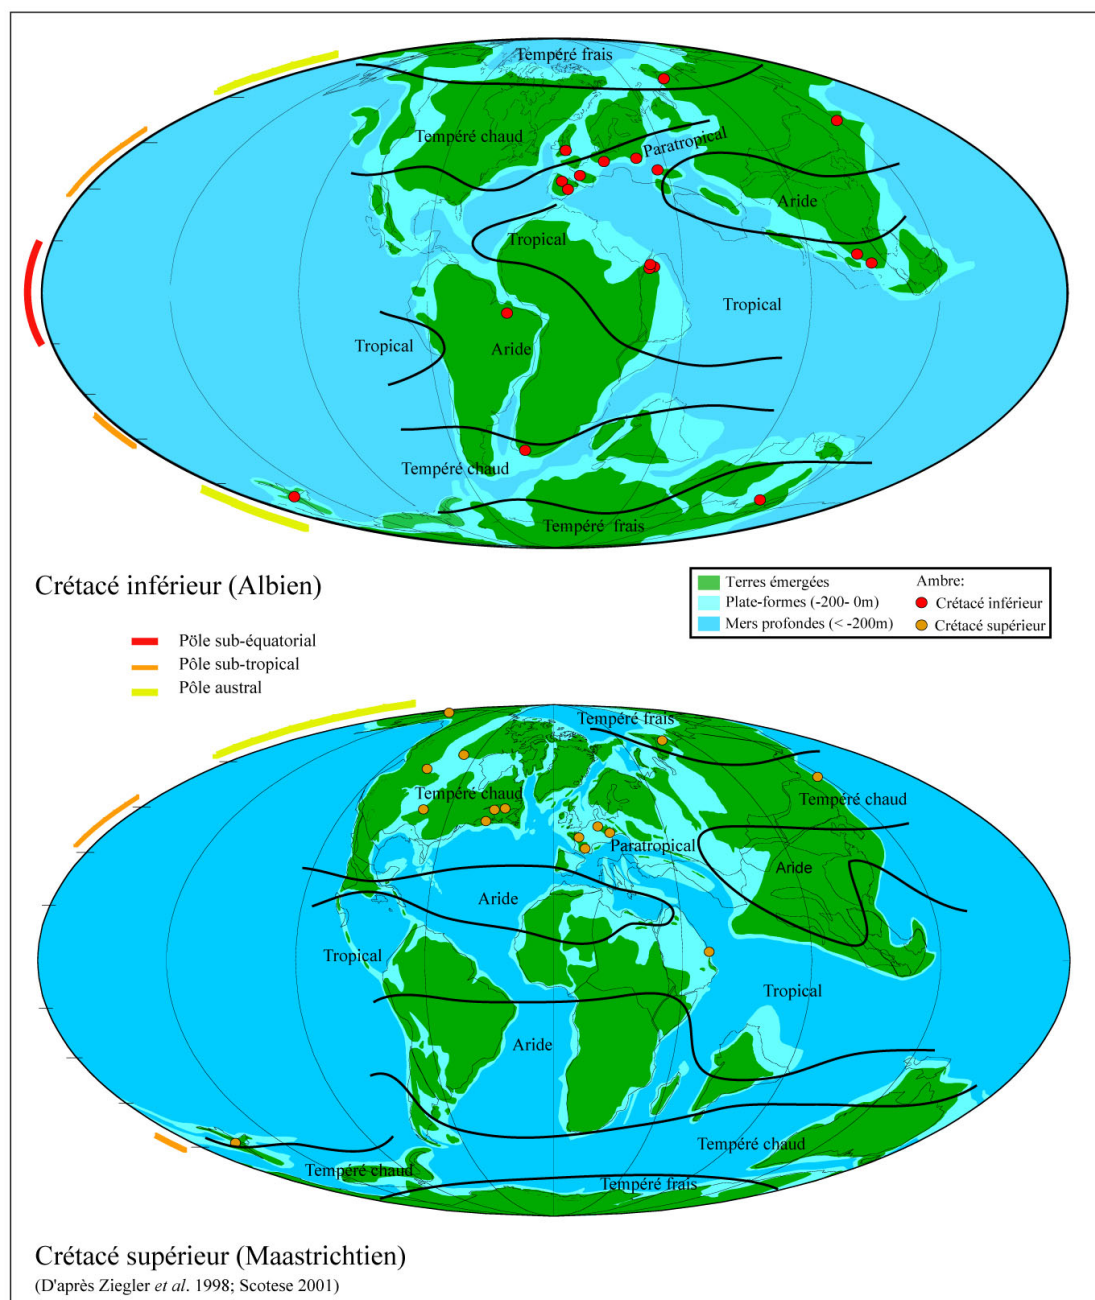 Tempéré frais
Tempéré chaud
Paratropical
Aride
Tropical
Tropical
Tropical
Aride
Tempéré chaud
Tempéré frais
Crétacé inférieur (Albien)
Terres émergées
Plate-formes (-200- 0m)
Mers profondes (< -200m)
Ambre:
Crétacé inférieur
Crétacé supérieur
Pöle sub-équatorial
Pôle sub-tropical
Pôle austral
Tempéré frais
Tempéré chaud
Tempéré chaud
Paratropical
Aride
Aride
Tropical
Tropical
Aride
Tempéré chaud
Tempéré chaud
Tempéré frais
Crétacé supérieur (Maastrichtien)
(D'après Ziegler et al. 1998; Scotese 2001)